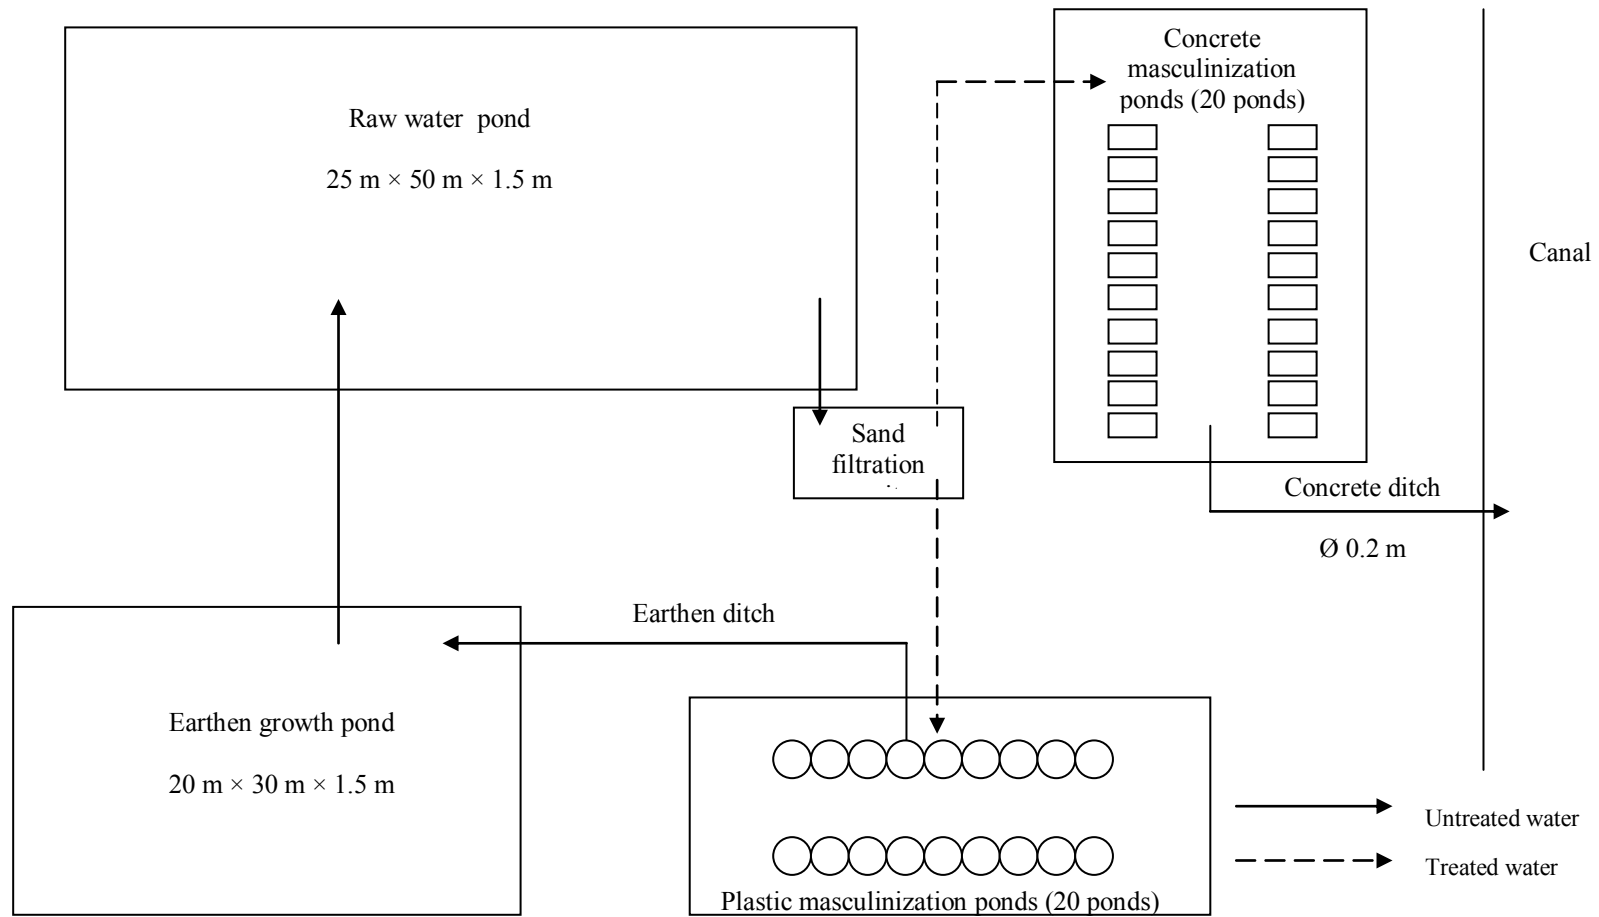 Raw water pond
25 m × 50 m × 1.5 m
Concrete
masculinization
ponds (20 ponds)
Canal
Sand
filtration
Concrete ditch
Ø 0.2 m
Earthen ditch
Earthen growth pond
20 m × 30 m × 1.5 m
Plastic masculinization ponds (20 ponds)
Untreated water
Treated water